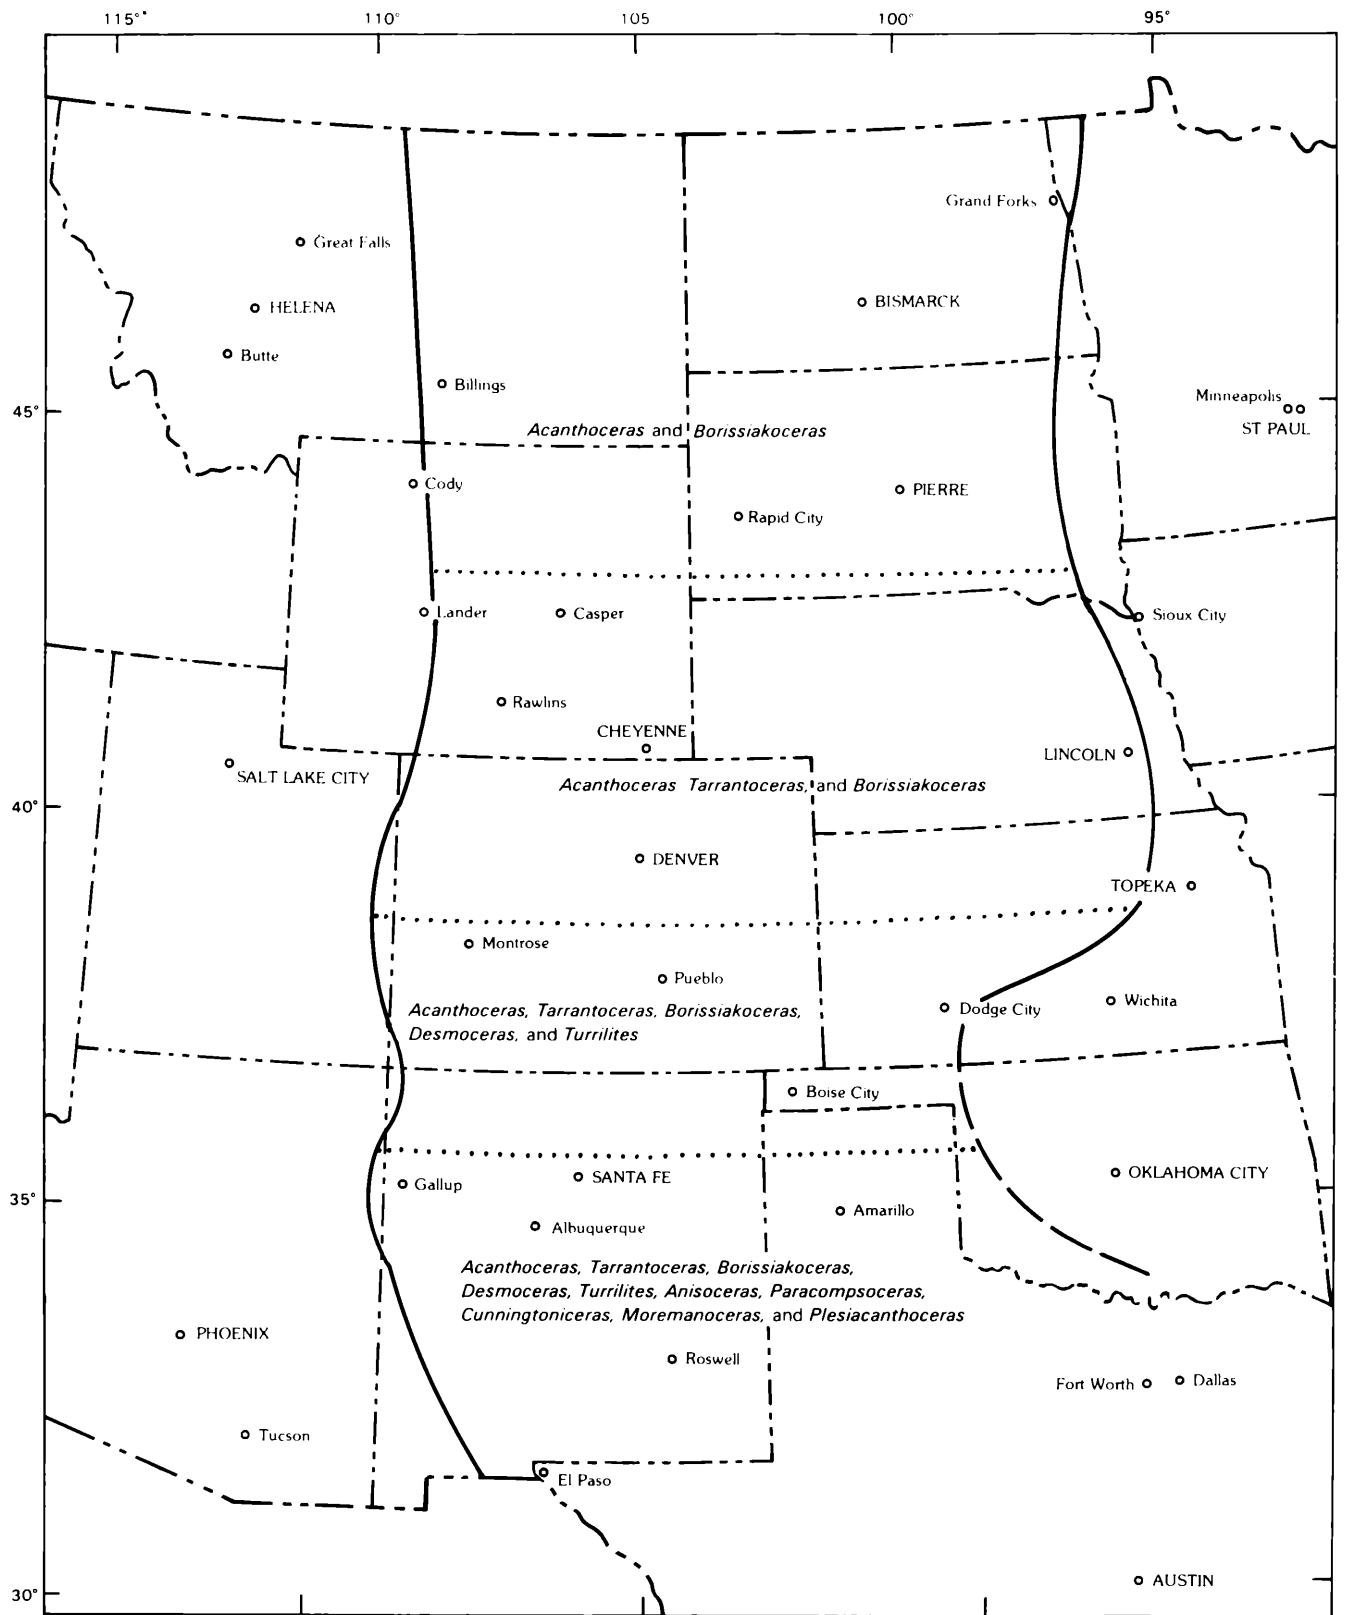 115°
110°
105
100°
95°
Grand Forks
Great Falls
HELENA
BISMARCK
Butte
Billings
Minneapolis
45°
ST PAUL
Acanthoceras and Borissiakoceras
Cody
PIERRE
Rapid City
Lander
Casper
Sioux City
Rawlins
CHEYENNE
LINCOLN
SALT LAKE CITY
Acanthoceras Tarrantoceras, and Borissiakoceras
40°
DENVER
TOPEKA
Montrose
Pueblo
Wichita
Dodge City
Acanthoceras, Tarrantoceras, Borissiakoceras,
Desmoceras, and Turrilites
Boise City
OKLAHOMA CITY
SANTA FE
Gallup
35°
Amarillo
Albuquerque
Acanthoceras, Tarrantoceras, Borissiakoceras,
Desmoceras, Turrilites, Anisoceras, Paracompsoceras,
Cunningtoniceras, Moremanoceras, and Plesiacanthoceras
PHOENIX
Roswell
Fort Worth
Dallas
Tucson
El Paso
AUSTIN
30°